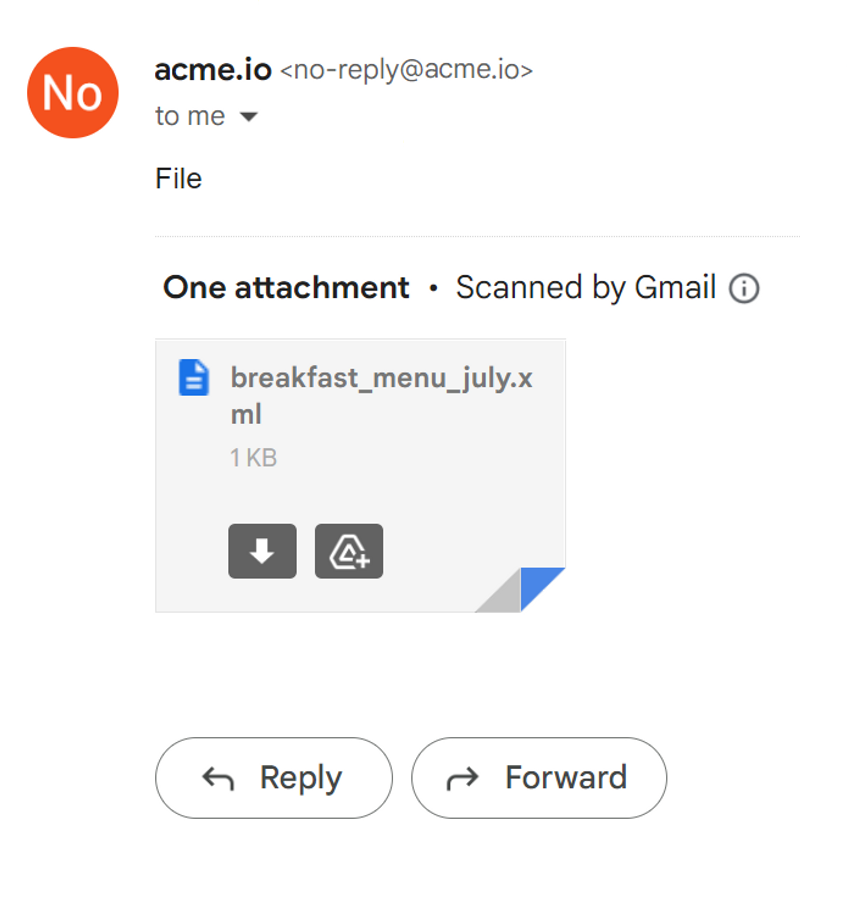 No
acme.io <no-reply@acme.io>
to me
File
One attachment • Scanned by Gmail
breakfast_menu_july.x
ml
1 KB
Reply
Forward